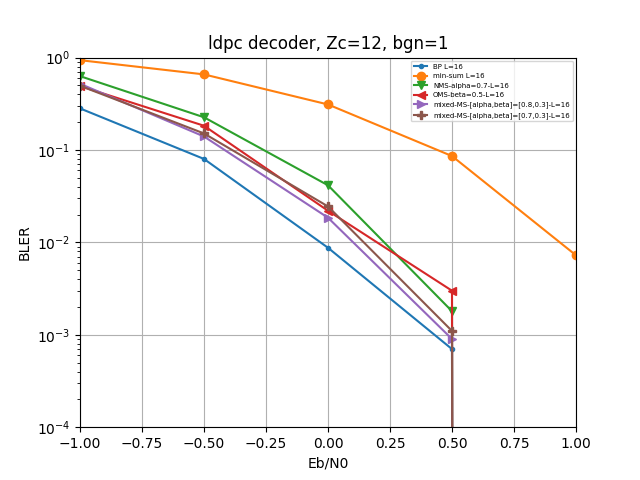 ldpc decoder, Zc=12, bgn=1
BP L=16
min-sum L=16
NMS-alpha=0.7-L=16
OMS-beta=0.5-L=16
mixed-MS-[alpha,beta]=[0.8,0.3]-L=16
mixed-MS-[alpha,beta]=[0.7,0.3]-L=16
BLER
10⁰
10⁻¹
10⁻²
10⁻³
10⁻⁴
−1.00 −0.75 −0.50 −0.25 0.00 0.25 0.50 0.75 1.00
Eb/N0